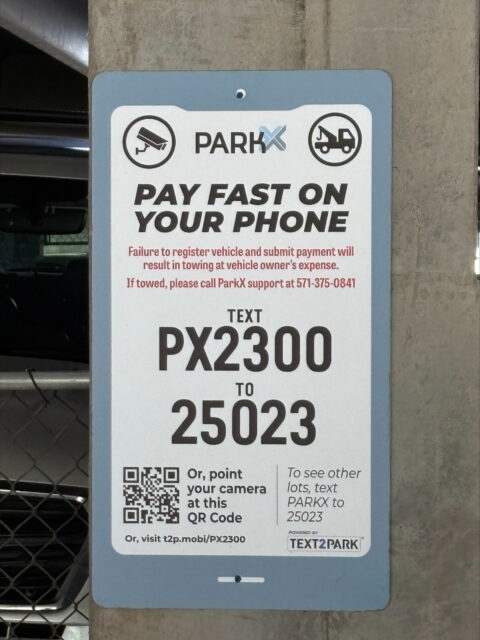 PARKX
PAY FAST ON
YOUR PHONE
Failure to register vehicle and submit payment will
result in towing at vehicle owner's expense.
If towed, please call ParkX support at 571-375-0841
TEXT
PX2300
TO
25023
Or, point
your camera
at this
QR Code
To see other
lots, text
PARKX to
25023
Or, visit t2p.mobi/PX2300
POWERED BY
TEXT2PARK